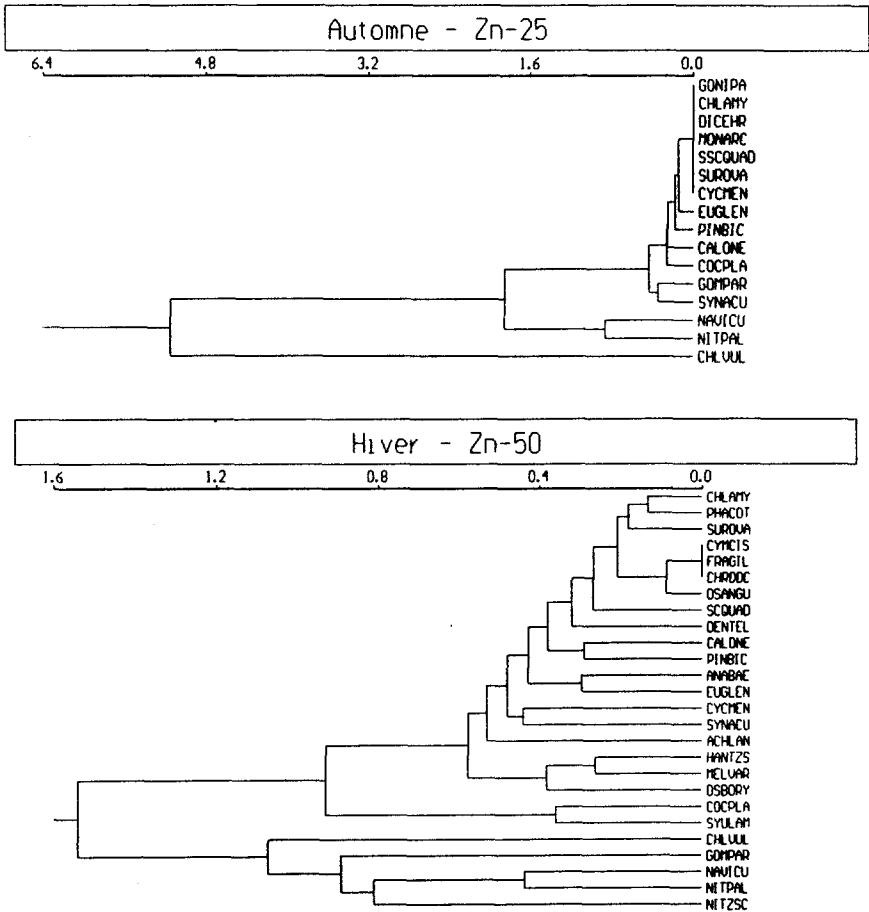 Automne - Zn-25
6.4 4.8 3.2 1.6 0.0
GONIPA
CHLAMY
DICEHR
MONARC
SSCQUAD
SUROVA
CYCMEN
EUGLEN
PINBIC
CALONE
COCPLA
GOMPAR
SYNACU
NAVICU
NITPAL
CHLVUL
Hiver - Zn-50
1.6 1.2 0.8 0.4 0.0
CHLAMY
PHACOT
SUROVA
CYMCIS
FRAGIL
CHRODC
OSANGU
SCQUAD
DENTEL
CALONE
PINBIC
ANABAE
EUGLEN
CYCMEN
SYNACU
ACHLAN
HANTZS
MELVAR
OSBORY
COCPLA
SYULAM
CHLVUL
GOMPAR
NAVICU
NITPAL
NITZSC